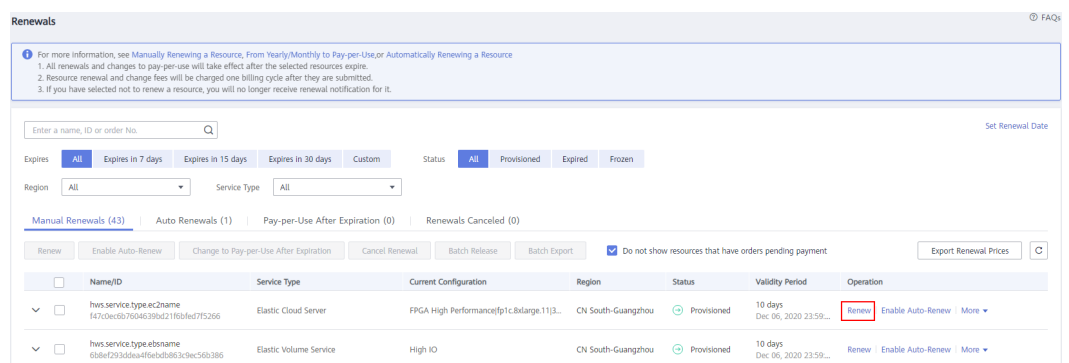 FAQs
Renewals
For more information, see Manually Renewing a Resource, From Yearly/Monthly to Pay-per-Use,or Automatically Renewing a Resource
1. All renewals and changes to pay-per-use will take effect after the selected resources expire.
2. Resource renewal and change fees will be charged one billing cycle after they are submitted.
3. If you have selected not to renew a resource, you will no longer receive renewal notification for it.
Enter a name, ID or order No.
Set Renewal Date
Expires All Expires in 7 days Expires in 15 days Expires in 30 days Custom Status All Provisioned Expired Frozen
Region All Service Type All
Manual Renewals (43) Auto Renewals (1) Pay-per-Use After Expiration (0) Renewals Canceled (0)
Renew Enable Auto-Renew Change to Pay-per-Use After Expiration Cancel Renewal Batch Release Batch Export Do not show resources that have orders pending payment Export Renewal Prices
Name/ID Service Type Current Configuration Region Status Validity Period Operation
hws.service.type.ec2name
f47c0ec6b7604639bd21f6bfed7f5266
Elastic Cloud Server FPGA High Performance|fp1c.8xlarge.11|3... CN South-Guangzhou Provisioned
10 days
Dec 06, 2020 23:59:...
Renew Enable Auto-Renew More
hws.service.type.ebsname
6b8ef293ddea4f6ebdb863c9ec56b386
Elastic Volume Service High IO CN South-Guangzhou Provisioned
10 days
Dec 06, 2020 23:59:...
Renew Enable Auto-Renew More